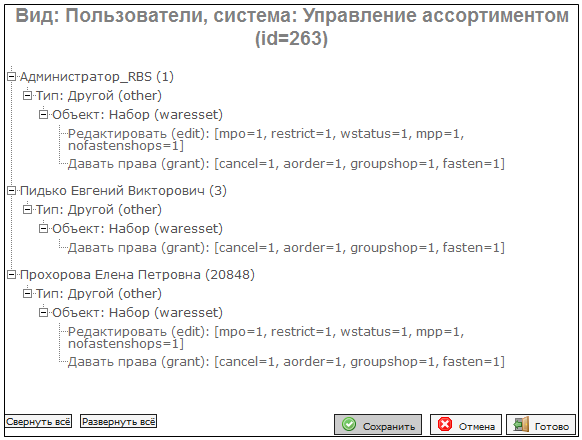 Вид: Пользователи, система: Управление ассортиментом
(id=263)
Администратор_RBS (1)
Тип: Другой (other)
Объект: Набор (waresset)
Редактировать (edit): [mpo=1, restrict=1, wstatus=1, mpp=1,
nofastenshops=1]
Давать права (grant): [cancel=1, aorder=1, groupshop=1, fasten=1]
Пидько Евгений Викторович (3)
Тип: Другой (other)
Объект: Набор (waresset)
Давать права (grant): [cancel=1, aorder=1, groupshop=1, fasten=1]
Прохорова Елена Петровна (20848)
Тип: Другой (other)
Объект: Набор (waresset)
Редактировать (edit): [mpo=1, restrict=1, wstatus=1, mpp=1,
nofastenshops=1]
Давать права (grant): [cancel=1, aorder=1, groupshop=1, fasten=1]
Свернуть всё Развернуть всё Сохранить Отмена Готово